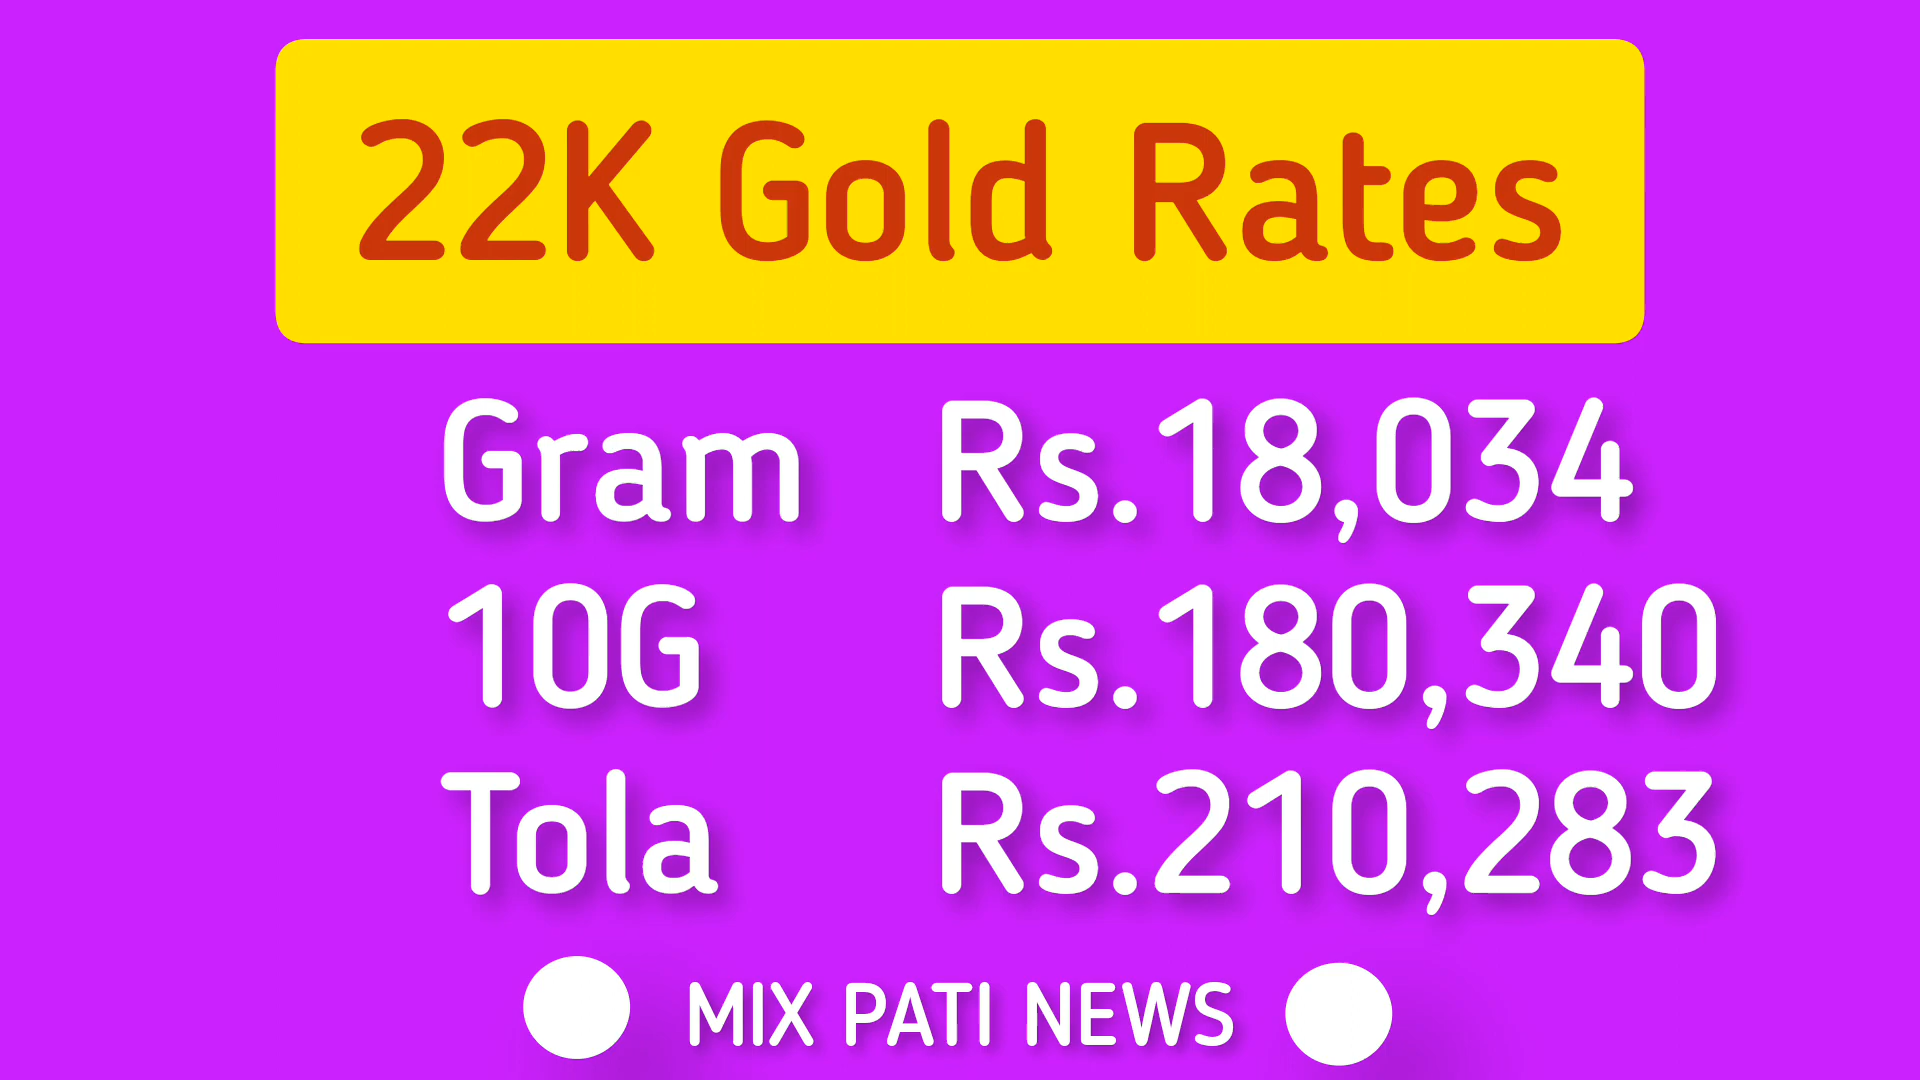 22K Gold Rates
Gram Rs.18,034
10G Rs.180,340
Tola Rs.210,283
MIX PATI NEWS